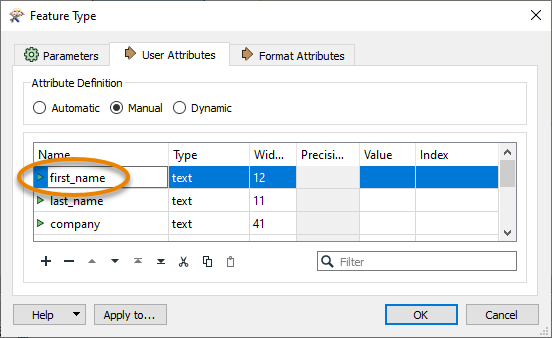 Feature Type
Parameters User Attributes Format Attributes
Attribute Definition
Automatic Manual Dynamic
Name Type Wid... Precisi... Value Index
first_name text 12
last_name text 11
company text 41
Filter
Help Apply to... OK Cancel